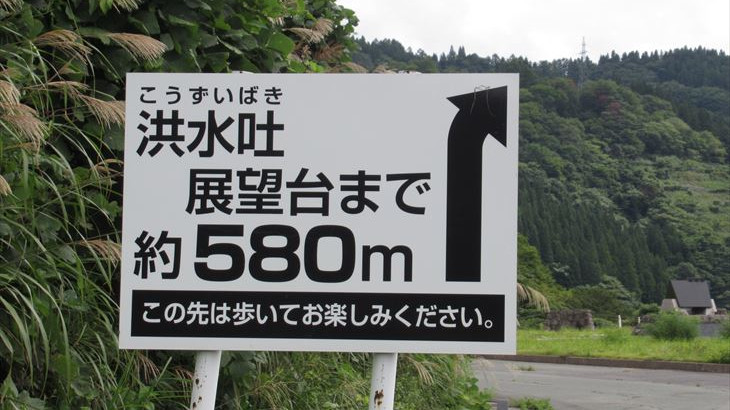 こうずいばき
洪水吐
展望台まで
約580m
この先は歩いてお楽しみください。